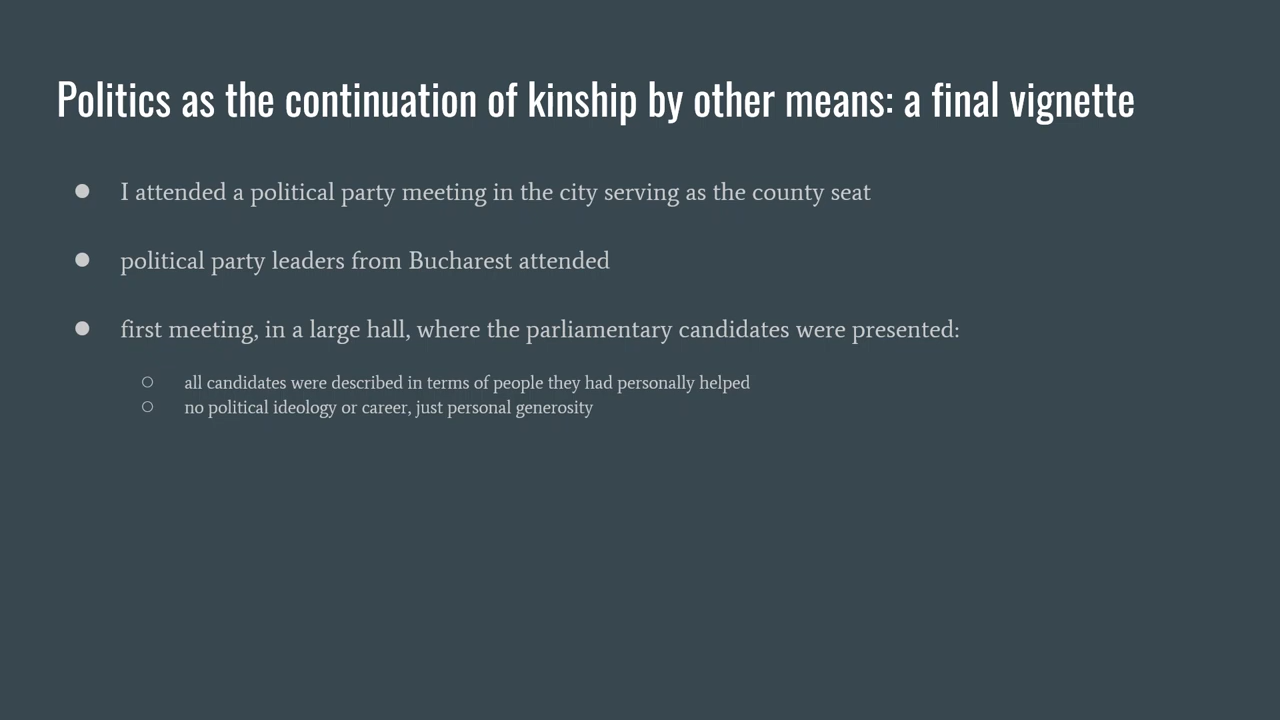 Politics as the continuation of kinship by other means: a final vignette
● I attended a political party meeting in the city serving as the county seat
● political party leaders from Bucharest attended
● first meeting, in a large hall, where the parliamentary candidates were presented:
○ all candidates were described in terms of people they had personally helped
○ no political ideology or career, just personal generosity